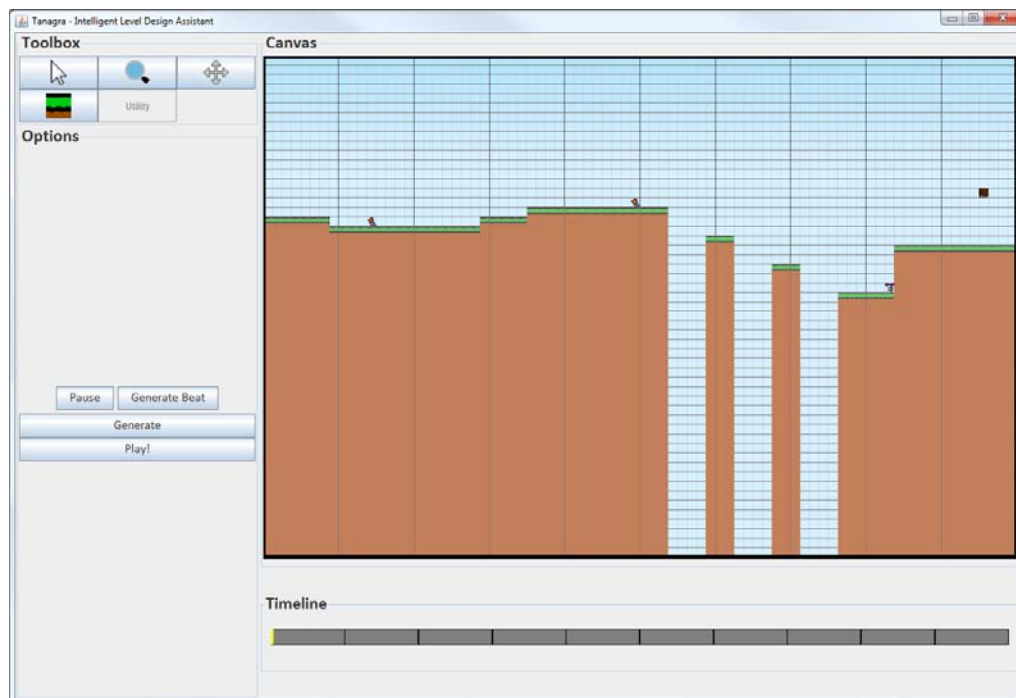 Tanagra - Intelligent Level Design Assistant
Toolbox
Canvas
Utility
Options
Pause
Generate Beat
Generate
Play!
Timeline